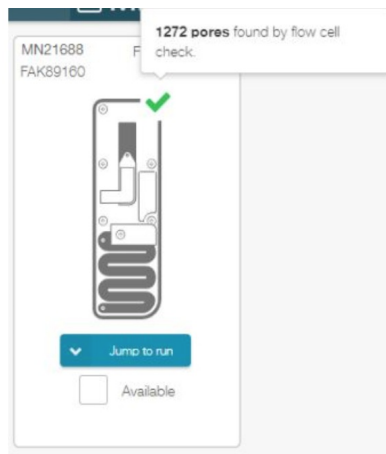 1272 pores found by flow cell
check.
MN21688 F
FAK89160
Jump to run
Available